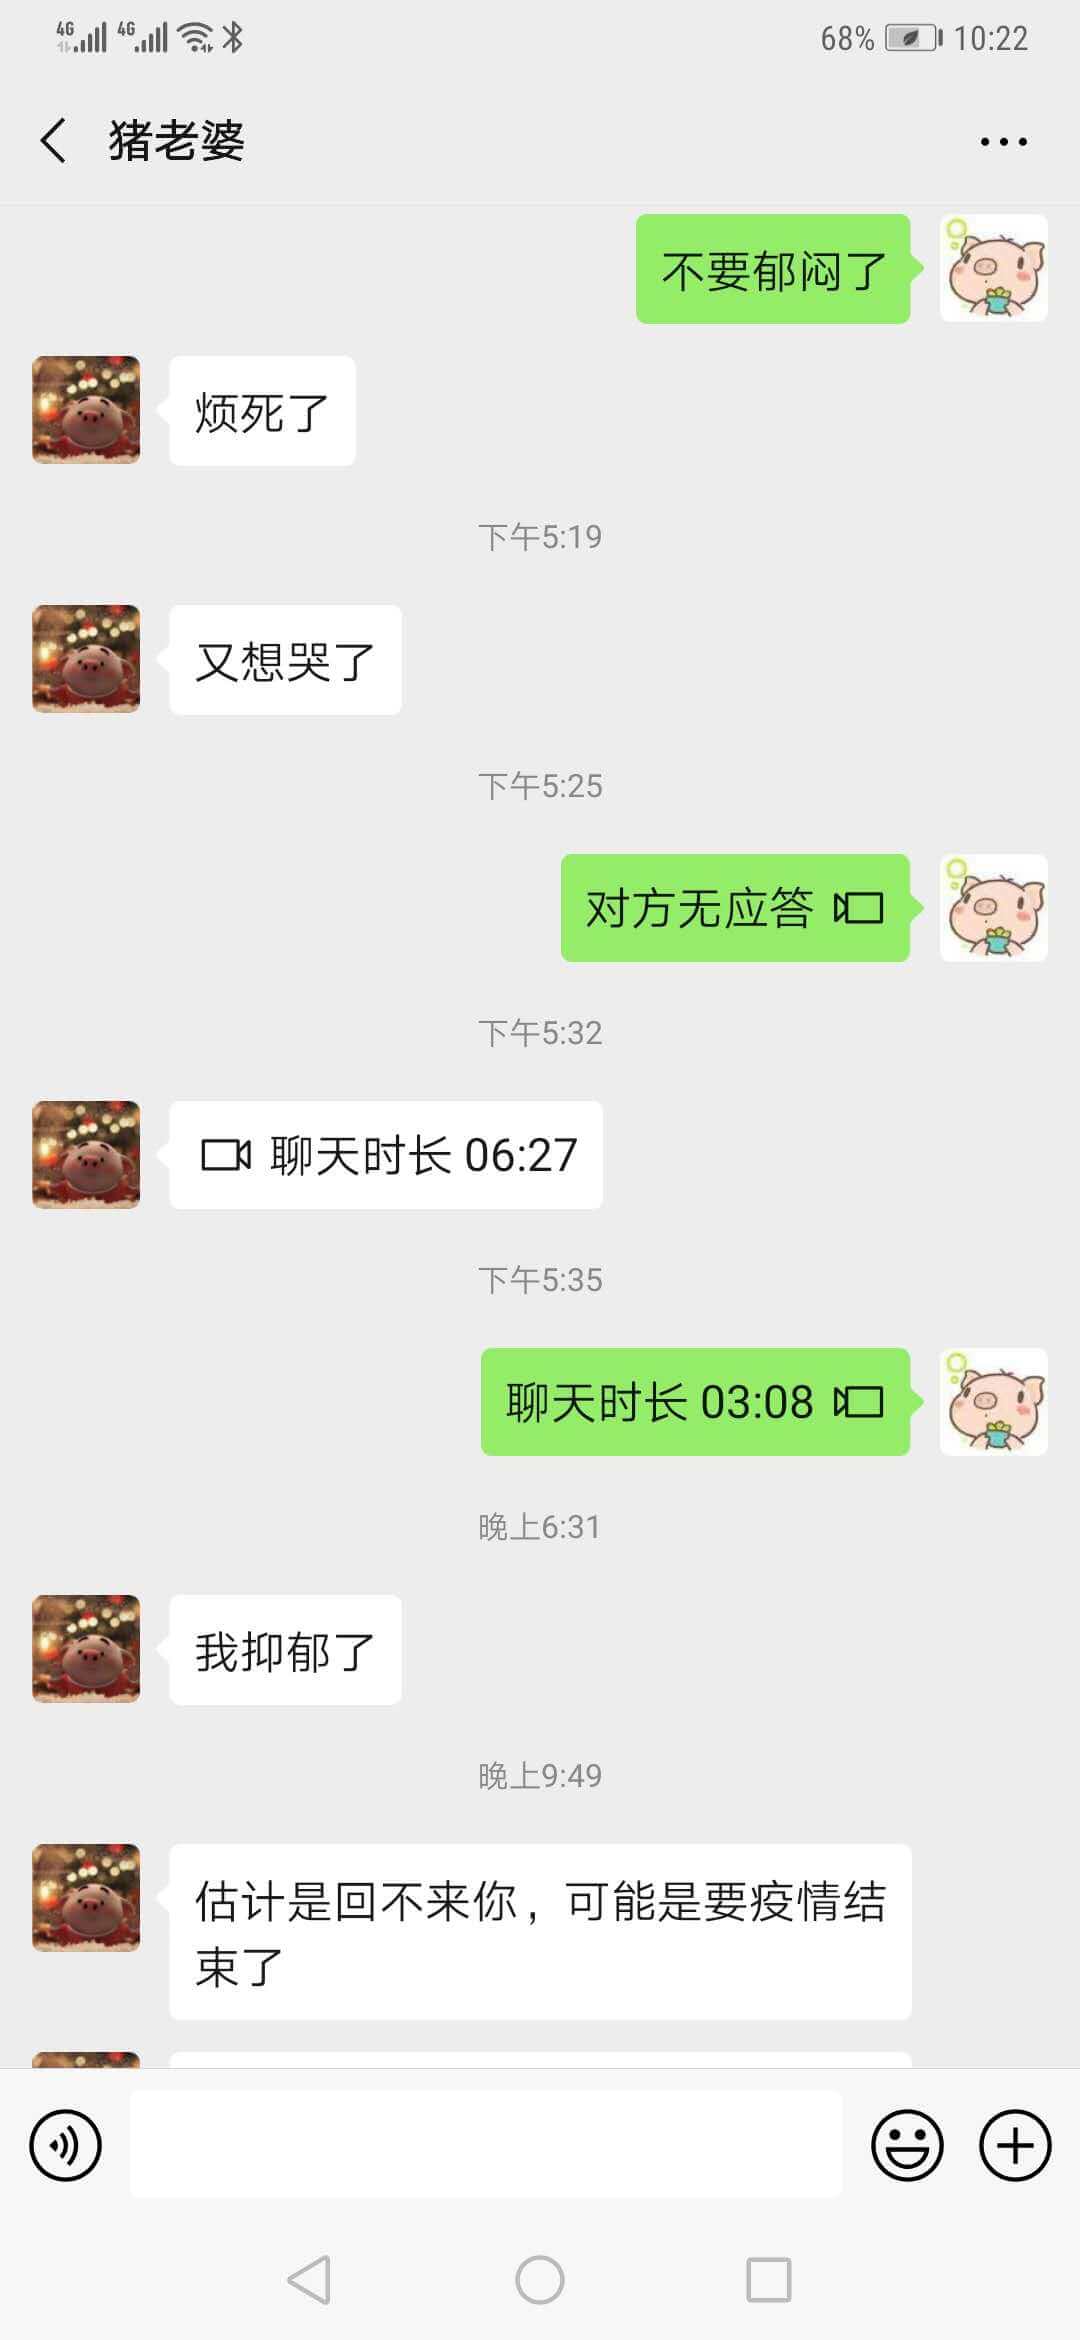 4G 4G 68% 10:22
猪老婆
不要郁闷了
烦死了
下午5:19
又想哭了
下午5:25
对方无应答
下午5:32
聊天时长 06:27
下午5:35
聊天时长 03:08
晚上6:31
我抑郁了
晚上9:49
估计是回不来你，可能是要疫情结
束了